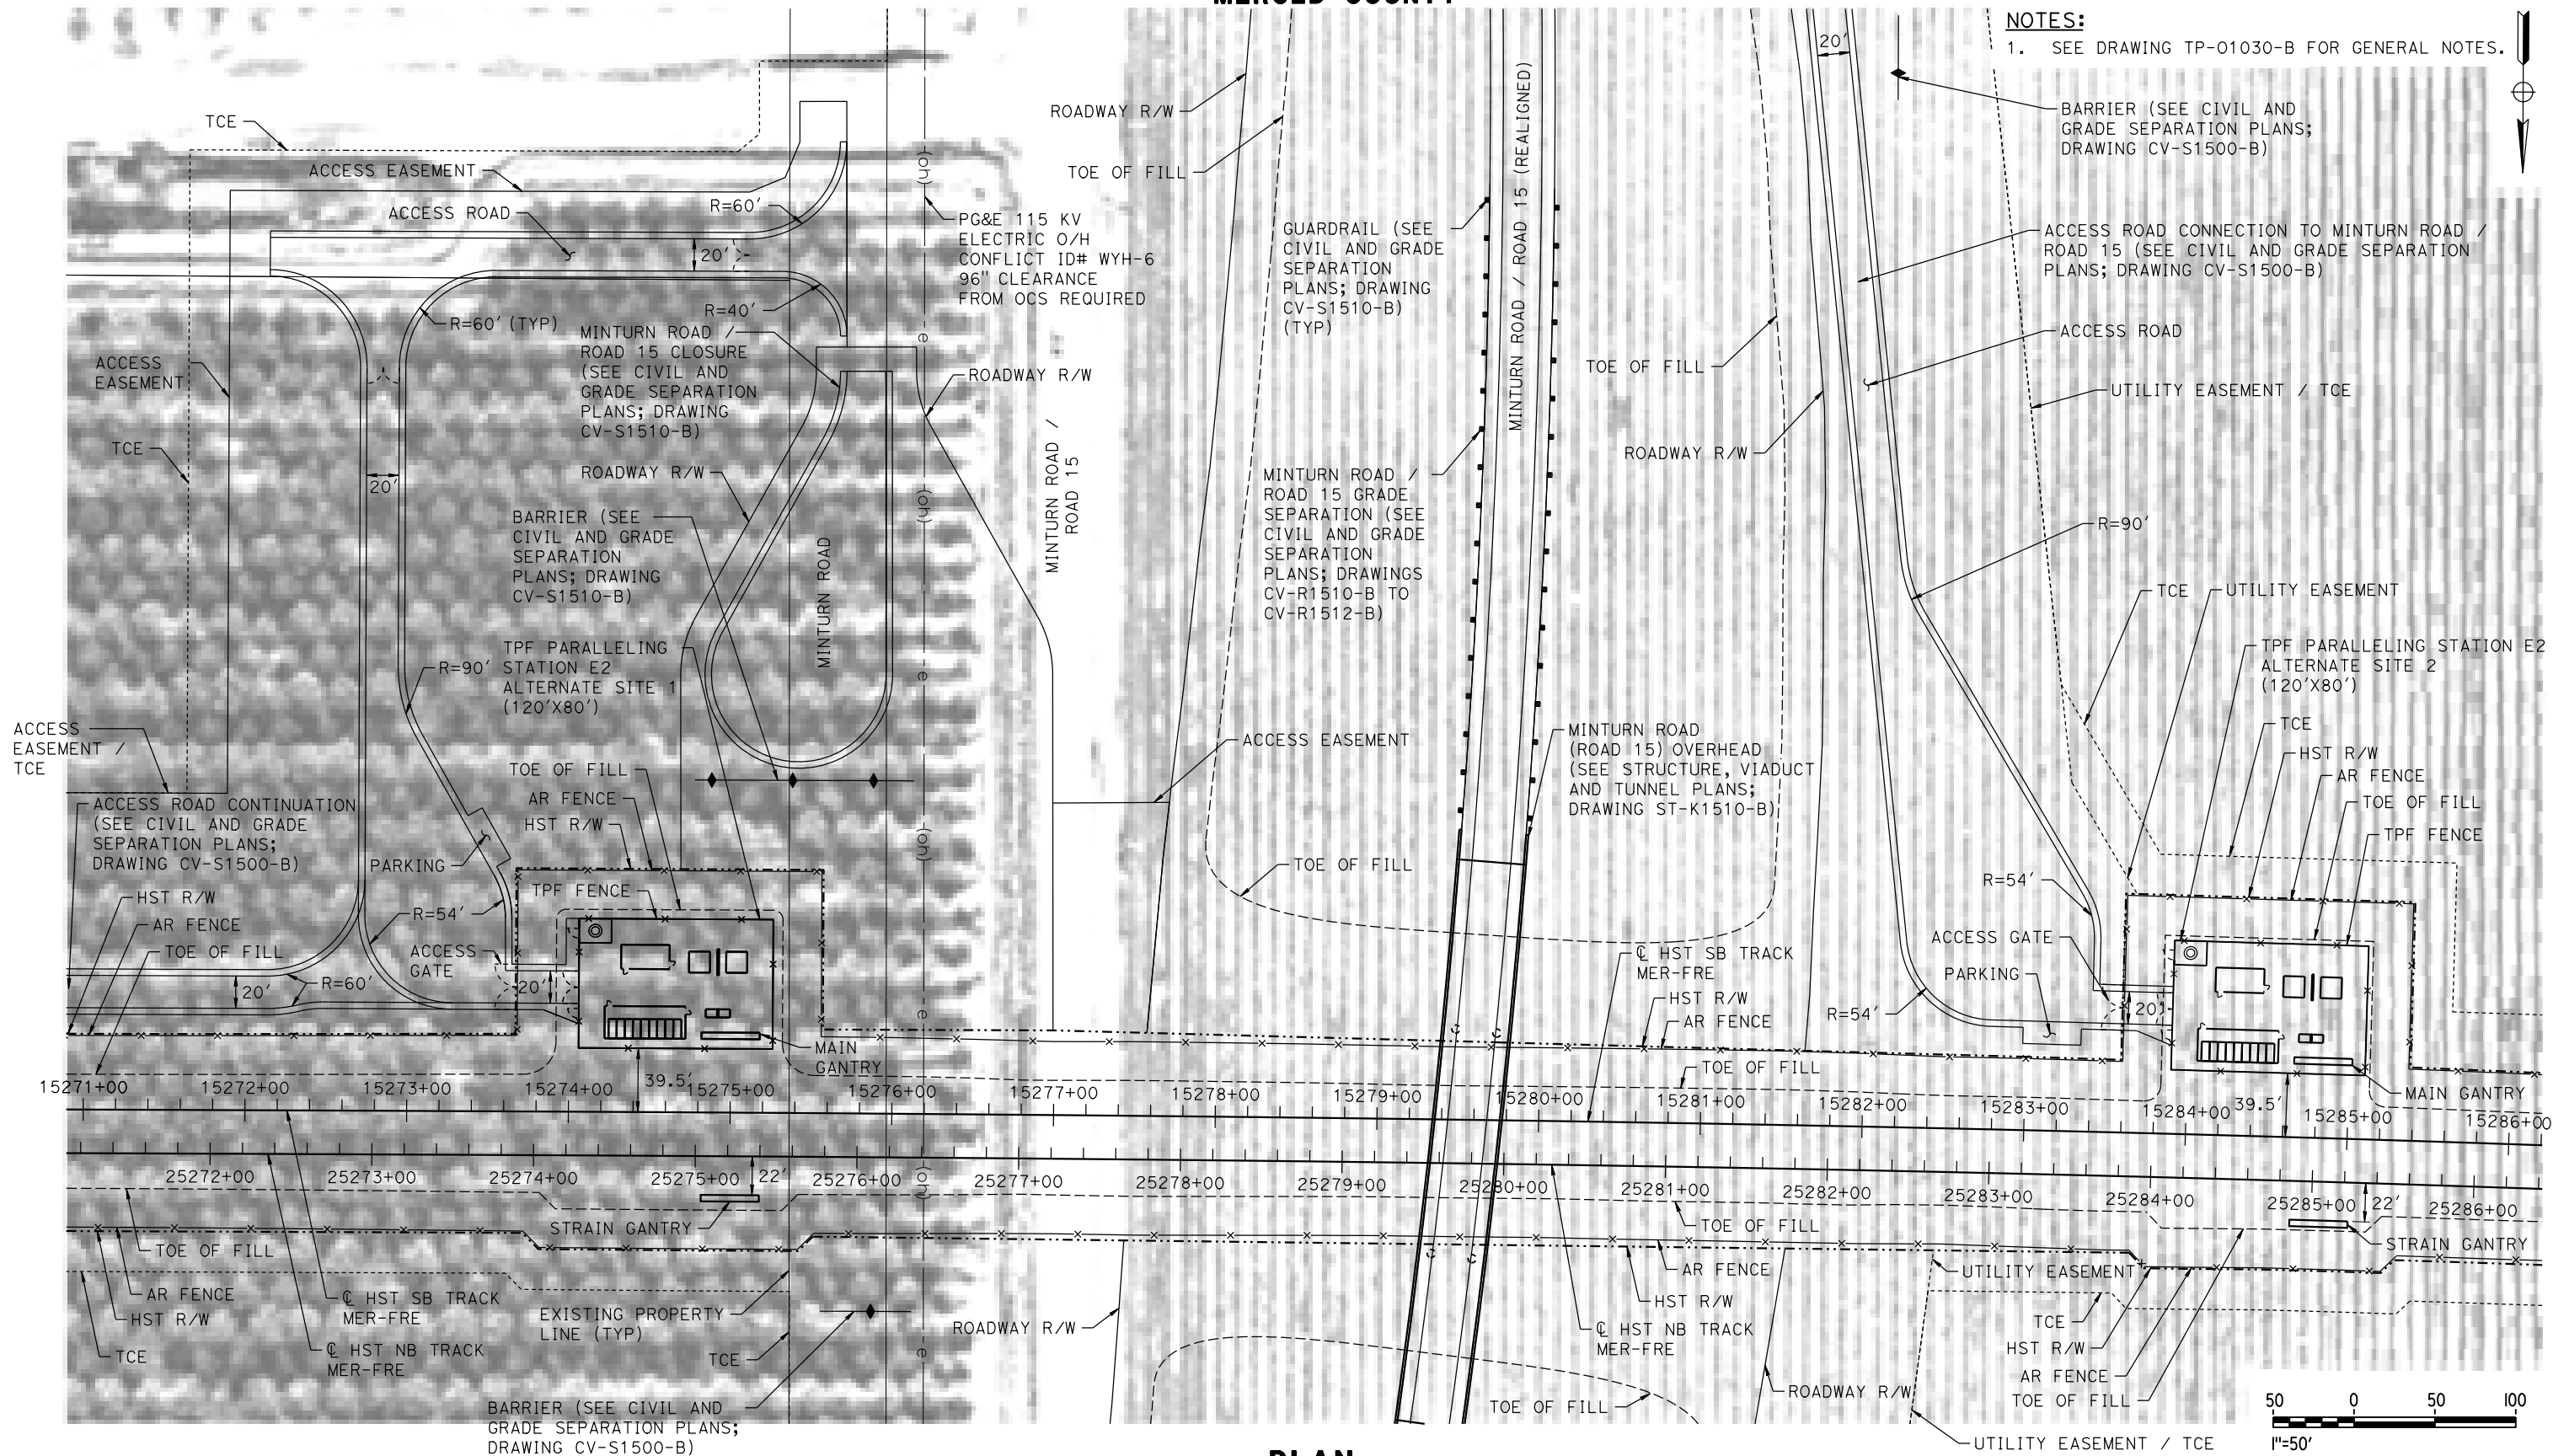 MERCED COUNTY
NOTES:
1. SEE DRAWING TP-01030-B FOR GENERAL NOTES.
20'
BARRIER (SEE CIVIL AND
GRADE SEPARATION PLANS;
DRAWING CV-S1500-B)
TCE
ACCESS EASEMENT
ACCESS ROAD
R=60'
20'
R=40'
R=60' (TYP)
(oh)
PG&E 115 KV
ELECTRIC O/H
CONFLICT ID# WYH-6
96" CLEARANCE
FROM OCS REQUIRED
e
ROADWAY R/W
TOE OF FILL
GUARDRAIL (SEE
CIVIL AND GRADE
SEPARATION
PLANS; DRAWING
CV-S1510-B)
(TYP)
MINTURN ROAD / ROAD 15 (REALIGNED)
ACCESS ROAD CONNECTION TO MINTURN ROAD /
ROAD 15 (SEE CIVIL AND GRADE SEPARATION
PLANS; DRAWING CV-S1500-B)
ACCESS ROAD
TOE OF FILL
UTILITY EASEMENT / TCE
ROADWAY R/W
ACCESS
EASEMENT
TCE
20'
MINTURN ROAD /
ROAD 15 CLOSURE
(SEE CIVIL AND
GRADE SEPARATION
PLANS; DRAWING
CV-S1510-B)
ROADWAY R/W
ROADWAY R/W
MINTURN ROAD /
ROAD 15
(oh)
BARRIER (SEE
CIVIL AND GRADE
SEPARATION
PLANS; DRAWING
CV-S1510-B)
MINTURN ROAD
MINTURN ROAD /
ROAD 15 GRADE
SEPARATION (SEE
CIVIL AND GRADE
SEPARATION
PLANS; DRAWINGS
CV-R1510-B TO
CV-R1512-B)
R=90'
TCE
UTILITY EASEMENT
TPF PARALLELING STATION E2
ALTERNATE SITE 2
(120'X80')
TCE
HST R/W
AR FENCE
TOE OF FILL
TPF FENCE
R=90'
TPF PARALLELING
STATION E2
ALTERNATE SITE 1
(120'X80')
e
ACCESS
EASEMENT /
TCE
ACCESS EASEMENT
MINTURN ROAD
(ROAD 15) OVERHEAD
(SEE STRUCTURE, VIADUCT
AND TUNNEL PLANS;
DRAWING ST-K1510-B)
TOE OF FILL
AR FENCE
HST R/W
ACCESS ROAD CONTINUATION
(SEE CIVIL AND GRADE
SEPARATION PLANS;
DRAWING CV-S1500-B)
PARKING
(oh)
TOE OF FILL
TPF FENCE
HST R/W
AR FENCE
TOE OF FILL
R=54'
ACCESS
GATE
20'
R=60'
20'
e
MAIN
GANTRY
39.5'
℄ HST SB TRACK
MER-FRE
HST R/W
AR FENCE
TOE OF FILL
R=54'
ACCESS GATE
PARKING
R=54'
20'
MAIN GANTRY
39.5'
C
C
15271+00
15272+00
15273+00
15274+00
15275+00
15276+00
15277+00
15278+00
15279+00
15280+00
15281+00
15282+00
15283+00
15284+00
15285+00
15286+00
25272+00
25273+00
25274+00
25275+00
22'
25276+00
(oh)
25277+00
25278+00
25279+00
25280+00
25281+00
25282+00
25283+00
25284+00
25285+00
22'
25286+00
STRAIN GANTRY
TOE OF FILL
TOE OF FILL
STRAIN GANTRY
C
C
AR FENCE
UTILITY EASEMENT
AR FENCE
HST R/W
TCE
℄ HST SB TRACK
MER-FRE
℄ HST NB TRACK
MER-FRE
EXISTING PROPERTY
LINE (TYP)
TCE
e
ROADWAY R/W
HST R/W
℄ HST NB TRACK
MER-FRE
TCE
HST R/W
AR FENCE
TOE OF FILL
ROADWAY R/W
TOE OF FILL
BARRIER (SEE CIVIL AND
GRADE SEPARATION PLANS;
DRAWING CV-S1500-B)
UTILITY EASEMENT / TCE
50 0 50 100
1"=50'
PLAN